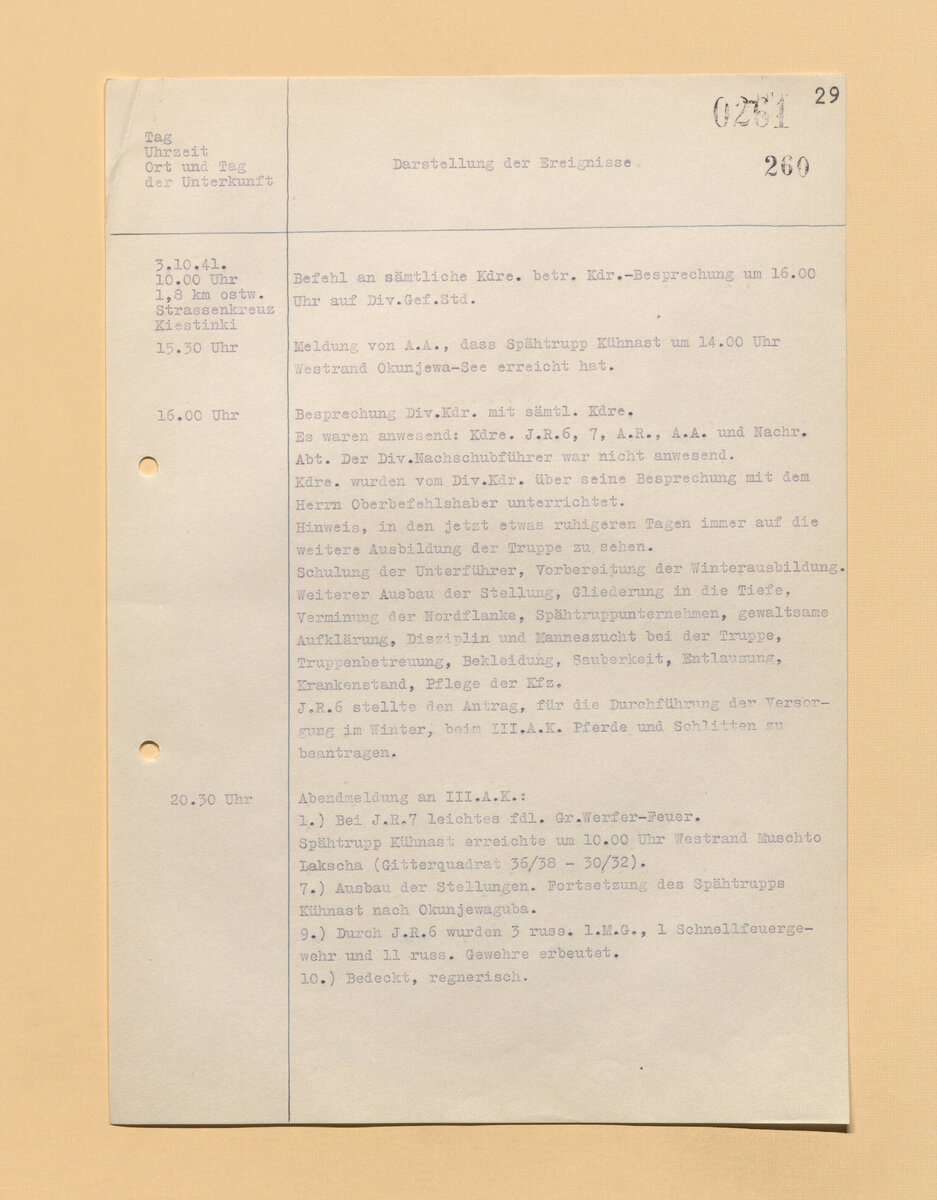 29
0261
260
Tag
Uhrzeit
Ort und Tag
der Unterkunft
Darstellung der Ereignisse
3.10.41.
10.00 Uhr
1,8 km ostw.
Strassenkreuz
Kiestinki
Befehl an sämtliche Kdre. betr. Kdr.-Besprechung um 16.00
Uhr auf Div.Gef.Std.
15.30 Uhr
Meldung von A.A., dass Spähtrupp Kühnast um 14.00 Uhr
Westrand Okunjewa-See erreicht hat.
16.00 Uhr
Besprechung Div.Kdr. mit sämtl. Kdre.
Es waren anwesend: Kdre. J.R.6, 7, A.R., A.A. und Nachr.
Abt. Der Div.Nachschubführer war nicht anwesend.
Kdre. wurden vom Div.Kdr. über seine Besprechung mit dem
Herrn Oberbefehlshaber unterrichtet.
Hinweis, in den jetzt etwas ruhigeren Tagen immer auf die
weitere Ausbildung der Truppe zu sehen.
Schulung der Unterführer, Vorbereitung der Winterausbildung.
Weiterer Ausbau der Stellung, Gliederung in die Tiefe,
Verminung der Nordflanke, Spähtruppunternehmen, gewaltsame
Aufklärung, Disziplin und Manneszucht bei der Truppe,
Truppenbetreuung, Bekleidung, Sauberkeit, Entlausung,
Krankenstand, Pflege der Kfz.
J.R.6 stellte den Antrag, für die Durchführung der Versor-
gung im Winter, beim III.A.K. Pferde und Schlitten zu
beantragen.
20.30 Uhr
Abendmeldung an III.A.K.:
1.) Bei J.R.7 leichtes fdl. Gr.Werfer-Feuer.
Spähtrupp Kühnast erreichte um 10.00 Uhr Westrand Muschto
Lakscha (Gitterquadrat 36/38 - 30/32).
7.) Ausbau der Stellungen. Fortsetzung des Spähtrupps
Kühnast nach Okunjewaguba.
9.) Durch J.R.6 wurden 3 russ. l.M.G., 1 Schnellfeuerge-
wehr und 11 russ. Gewehre erbeutet.
10.) Bedeckt, regnerisch.